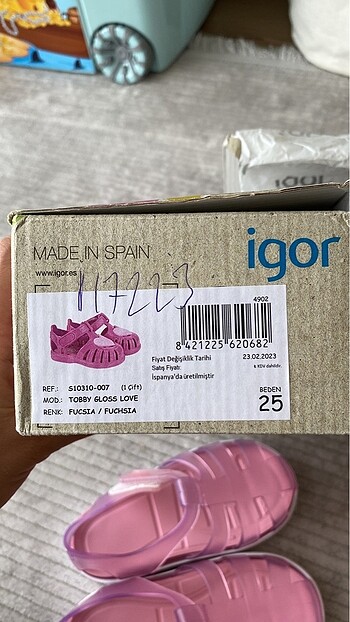 igor
MADE IN SPAIN
www.igor.es
117223
4902
8 421225 620682
Fiyat Değişiklik Tarihi 23.02.2023
Satış Fiyatı: ₺ KDV dahildir.
İspanya'da üretilmiştir
REF.: S10310-007 (1 Çift)
MOD.: TOBBY GLOSS LOVE
RENK: FUCSIA / FUCHSIA
BEDEN
25